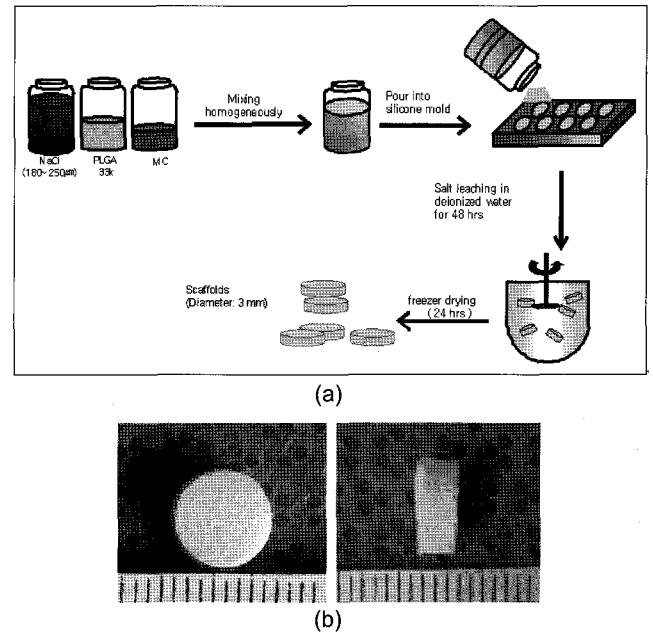 Mixing
homogeneously
Pour into
silicone mold
NaCl
(180~250㎛)
PLGA
33k
MC
Salt leaching in
deionized water
for 48 hrs
Scaffolds
(Diameter: 3 mm)
freezer drying
(24 hrs)
(a)
(b)